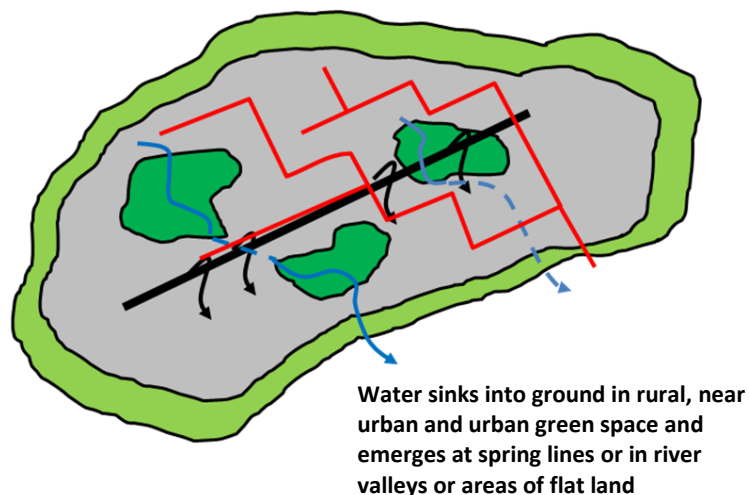 Water sinks into ground in rural, near
urban and urban green space and
emerges at spring lines or in river
valleys or areas of flat land